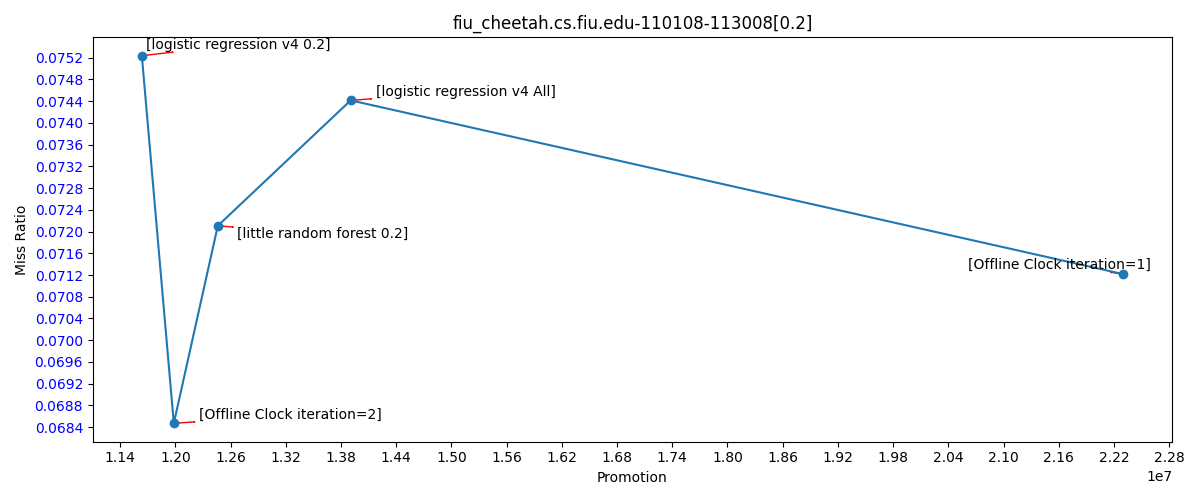 fiu_cheetah.cs.fiu.edu-110108-113008[0.2]
[logistic regression v4 0.2]
[logistic regression v4 All]
[little random forest 0.2]
[Offline Clock iteration=1]
[Offline Clock iteration=2]
Miss Ratio
0.0752
0.0748
0.0744
0.0740
0.0736
0.0732
0.0728
0.0724
0.0720
0.0716
0.0712
0.0708
0.0704
0.0700
0.0696
0.0692
0.0688
0.0684
1.14 1.20 1.26 1.32 1.38 1.44 1.50 1.56 1.62 1.68 1.74 1.80 1.86 1.92 1.98 2.04 2.10 2.16 2.22 2.28
Promotion
1e7